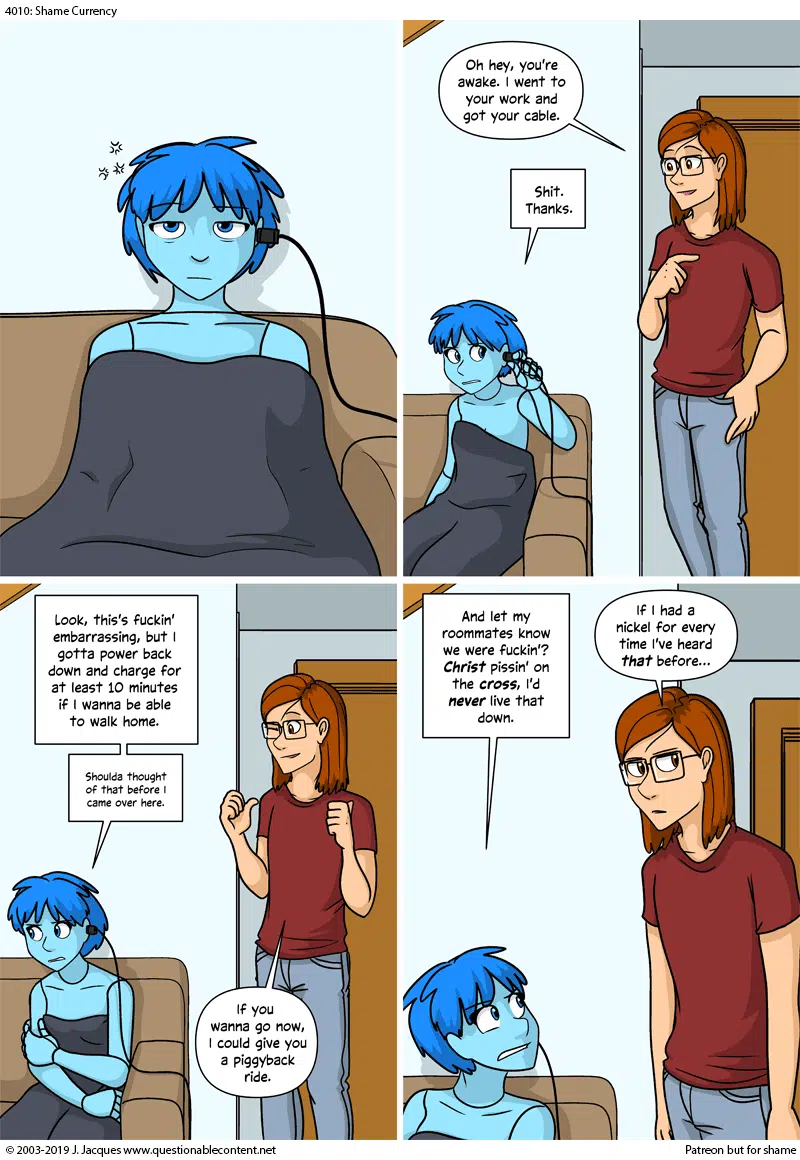 4010: Shame Currency
Oh hey, you're
awake. I went to
your work and
got your cable.
Shit.
Thanks.
Look, this's fuckin'
embarrassing, but I
gotta power back
down and charge for
at least 10 minutes
if I wanna be able
to walk home.
Shoulda thought
of that before I
came over here.
If you
wanna go now,
I could give you
a piggyback
ride.
And let my
roommates know
we were fuckin'?
Christ pissin' on
the cross, I'd
never live that
down.
If I had a
nickel for every
time I've heard
that before...
© 2003-2019 J. Jacques www.questionablecontent.net
Patreon but for shame